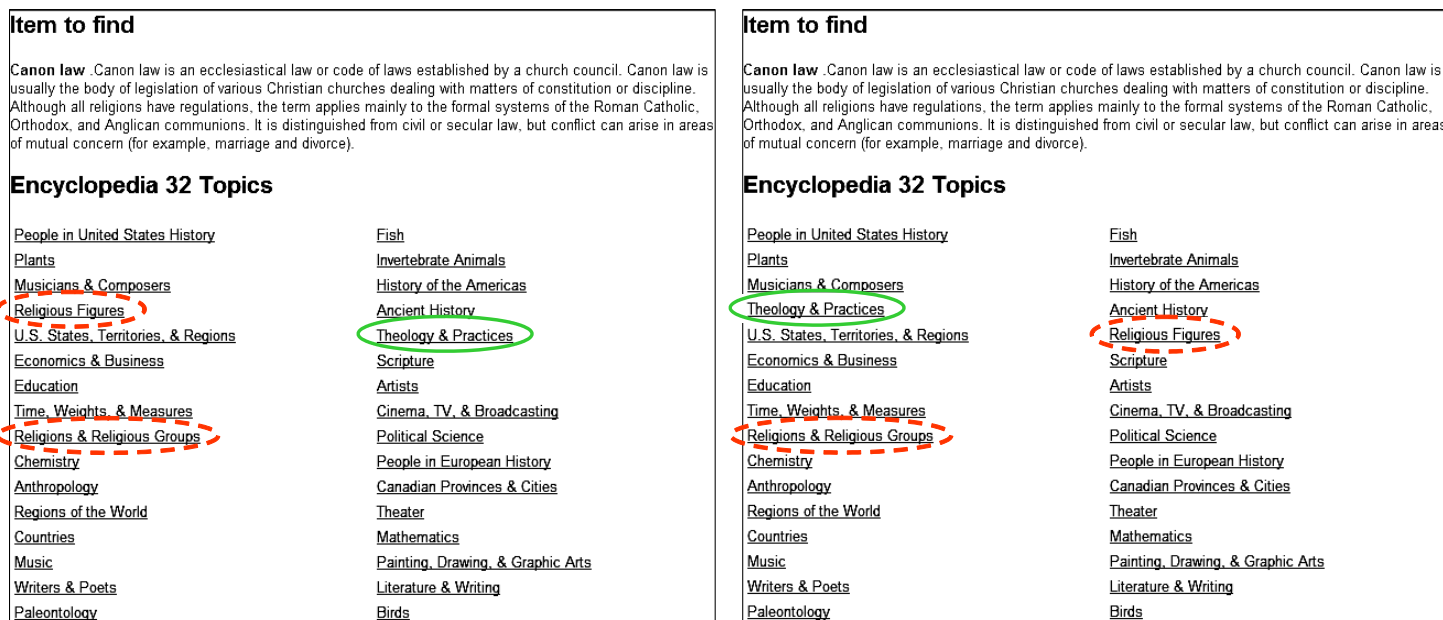 Item to find
Canon law .Canon law is an ecclesiastical law or code of laws established by a church council. Canon law is
usually the body of legislation of various Christian churches dealing with matters of constitution or discipline.
Although all religions have regulations, the term applies mainly to the formal systems of the Roman Catholic,
Orthodox, and Anglican communions. It is distinguished from civil or secular law, but conflict can arise in areas
of mutual concern (for example, marriage and divorce).
Encyclopedia 32 Topics
People in United States History
Plants
Musicians & Composers
Religious Figures
U.S. States, Territories, & Regions
Economics & Business
Education
Time, Weights, & Measures
Religions & Religious Groups
Chemistry
Anthropology
Regions of the World
Countries
Music
Writers & Poets
Paleontology
Fish
Invertebrate Animals
History of the Americas
Ancient History
Theology & Practices
Scripture
Artists
Cinema, TV, & Broadcasting
Political Science
People in European History
Canadian Provinces & Cities
Theater
Mathematics
Painting, Drawing, & Graphic Arts
Literature & Writing
Birds
Item to find
Canon law .Canon law is an ecclesiastical law or code of laws established by a church council. Canon law is
usually the body of legislation of various Christian churches dealing with matters of constitution or discipline.
Although all religions have regulations, the term applies mainly to the formal systems of the Roman Catholic,
Orthodox, and Anglican communions. It is distinguished from civil or secular law, but conflict can arise in areas
of mutual concern (for example, marriage and divorce).
Encyclopedia 32 Topics
People in United States History
Plants
Musicians & Composers
Theology & Practices
U.S. States, Territories, & Regions
Economics & Business
Education
Time, Weights, & Measures
Religions & Religious Groups
Chemistry
Anthropology
Regions of the World
Countries
Music
Writers & Poets
Paleontology
Fish
Invertebrate Animals
History of the Americas
Ancient History
Religious Figures
Scripture
Artists
Cinema, TV, & Broadcasting
Political Science
People in European History
Canadian Provinces & Cities
Theater
Mathematics
Painting, Drawing, & Graphic Arts
Literature & Writing
Birds